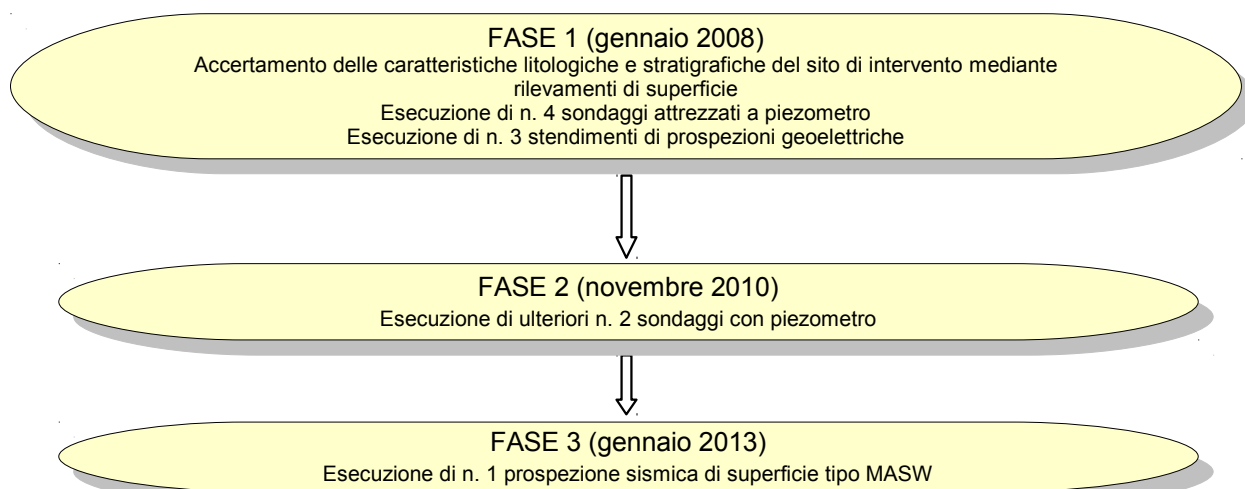 FASE 1 (gennaio 2008)
Accertamento delle caratteristiche litologiche e stratigrafiche del sito di intervento mediante
rilevamenti di superficie
Esecuzione di n. 4 sondaggi attrezzati a piezometro
Esecuzione di n. 3 stendimenti di prospezioni geoelettriche
FASE 2 (novembre 2010)
Esecuzione di ulteriori n. 2 sondaggi con piezometro
FASE 3 (gennaio 2013)
Esecuzione di n. 1 prospezione sismica di superficie tipo MASW